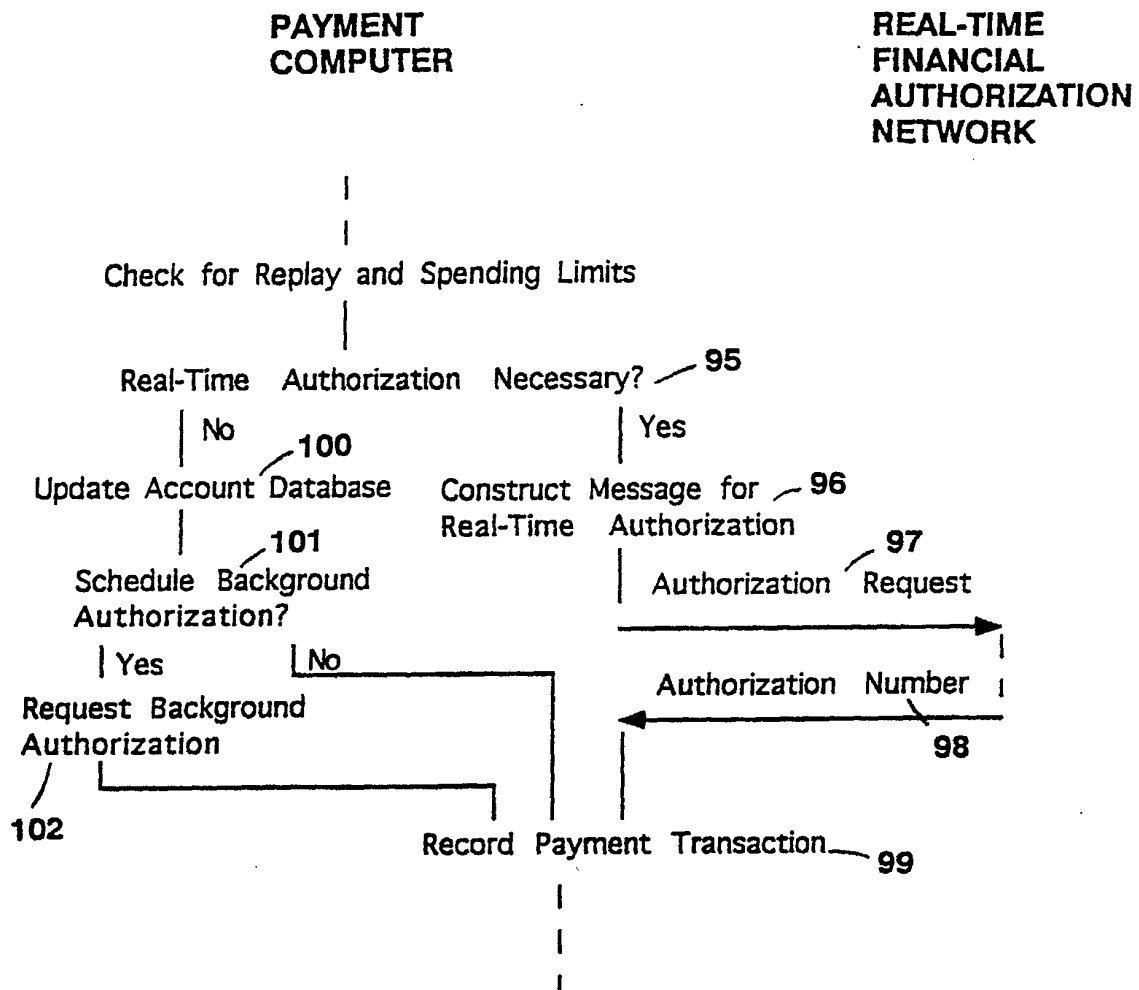 PAYMENT
COMPUTER
REAL-TIME
FINANCIAL
AUTHORIZATION
NETWORK
Check for Replay and Spending Limits
Real-Time Authorization Necessary? 95
No
Yes
100
Update Account Database
Construct Message for
Real-Time Authorization
96
101
Schedule Background
Authorization?
97
Authorization Request
Yes
No
Authorization Number
98
Request Background
Authorization
102
Record Payment Transaction 99